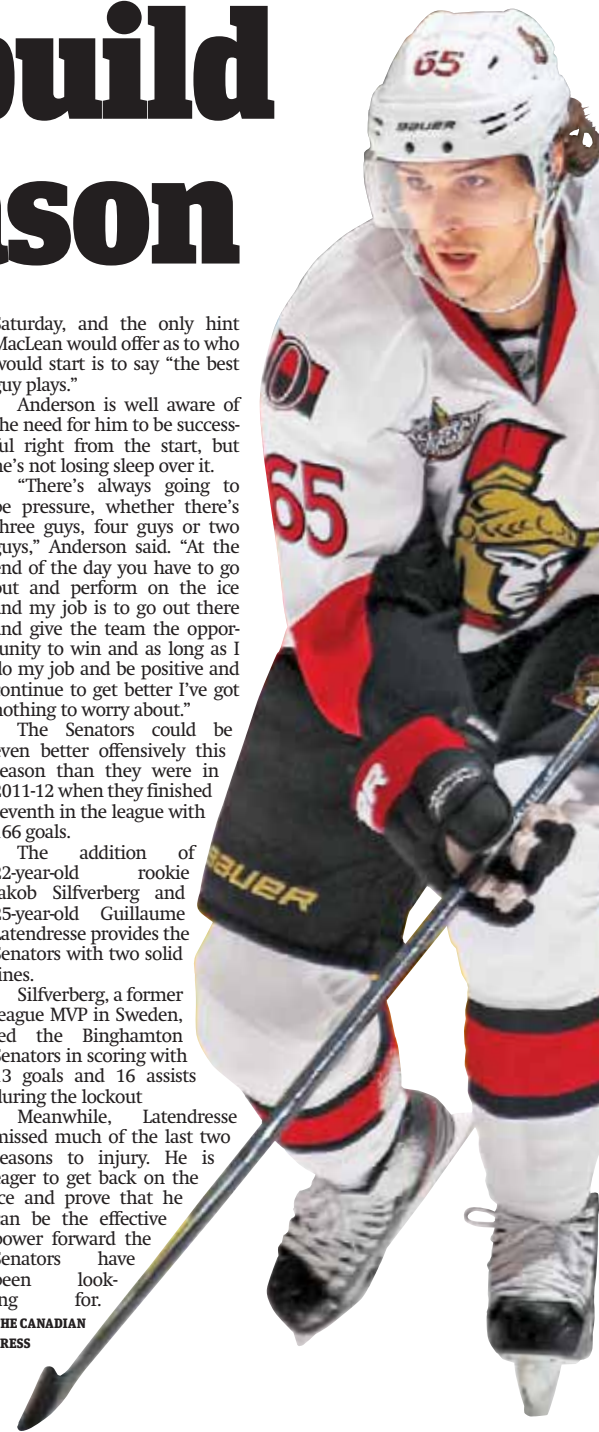 build
ason
Saturday, and the only hint
MacLean would offer as to who
would start is to say “the best
guy plays.”
Anderson is well aware of
the need for him to be success-
ful right from the start, but
he’s not losing sleep over it.
“There’s always going to
be pressure, whether there’s
three guys, four guys or two
guys,” Anderson said. “At the
end of the day you have to go
out and perform on the ice
and my job is to go out there
and give the team the oppor-
tunity to win and as long as I
do my job and be positive and
continue to get better I’ve got
nothing to worry about.”
The Senators could be
even better offensively this
season than they were in
2011-12 when they finished
seventh in the league with
66 goals.
The addition of
22-year-old rookie
Jakob Silfverberg and
25-year-old Guillaume
Latendresse provides the
Senators with two solid
lines.
Silfverberg, a former
league MVP in Sweden,
led the Binghamton
Senators in scoring with
3 goals and 16 assists
during the lockout
Meanwhile, Latendresse
missed much of the last two
seasons to injury. He is
eager to get back on the
ice and prove that he
can be the effective
power forward the
Senators have
been look-
ing for.
THE CANADIAN
PRESS
65
BAUER
65
BAUER